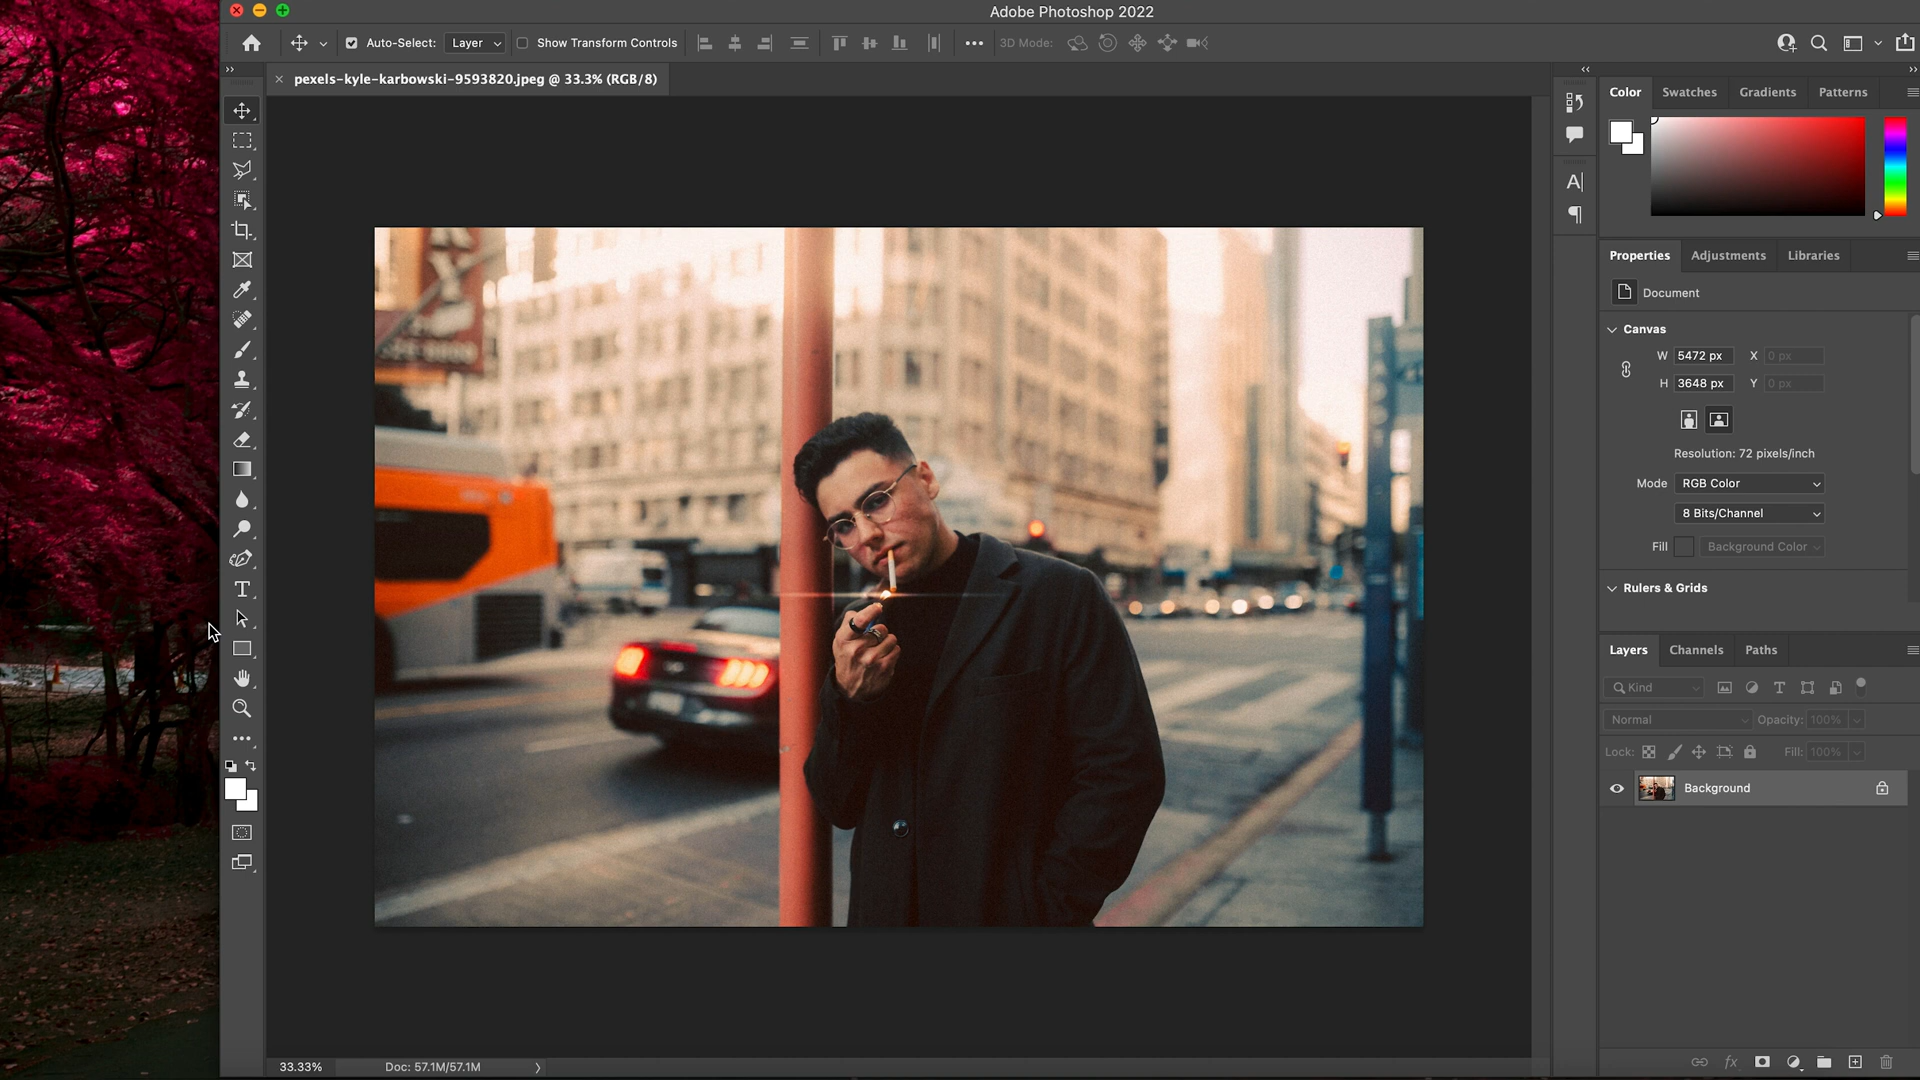 Adobe Photoshop 2022
Auto-Select: Layer Show Transform Controls 3D Mode:
pexels-kyle-karbowski-9593820.jpeg @ 33.3% (RGB/8)
Color Swatches Gradients Patterns
Properties Adjustments Libraries
Document
Canvas
W 5472 px X 0 px
H 3648 px Y 0 px
Resolution: 72 pixels/inch
Mode RGB Color
8 Bits/Channel
Fill Background Color
Rulers & Grids
Layers Channels Paths
Kind
Normal Opacity: 100%
Lock: Fill: 100%
Background
33.33% Doc: 57.1M/57.1M